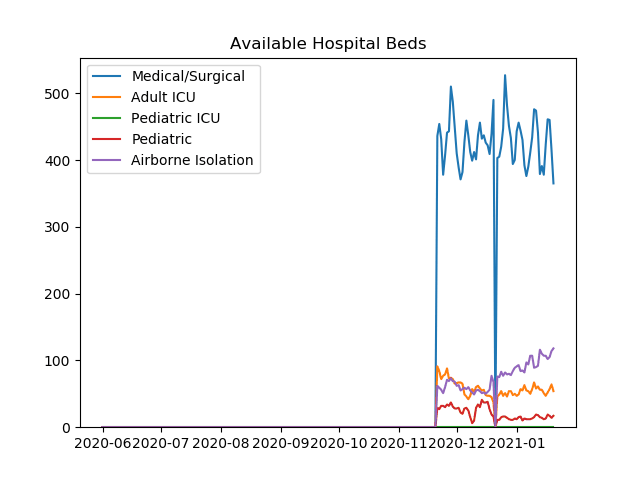 Available Hospital Beds
Medical/Surgical
Adult ICU
Pediatric ICU
Pediatric
Airborne Isolation
500
400
300
200
100
0
2020-06 2020-07 2020-08 2020-09 2020-10 2020-11 2020-12 2021-01